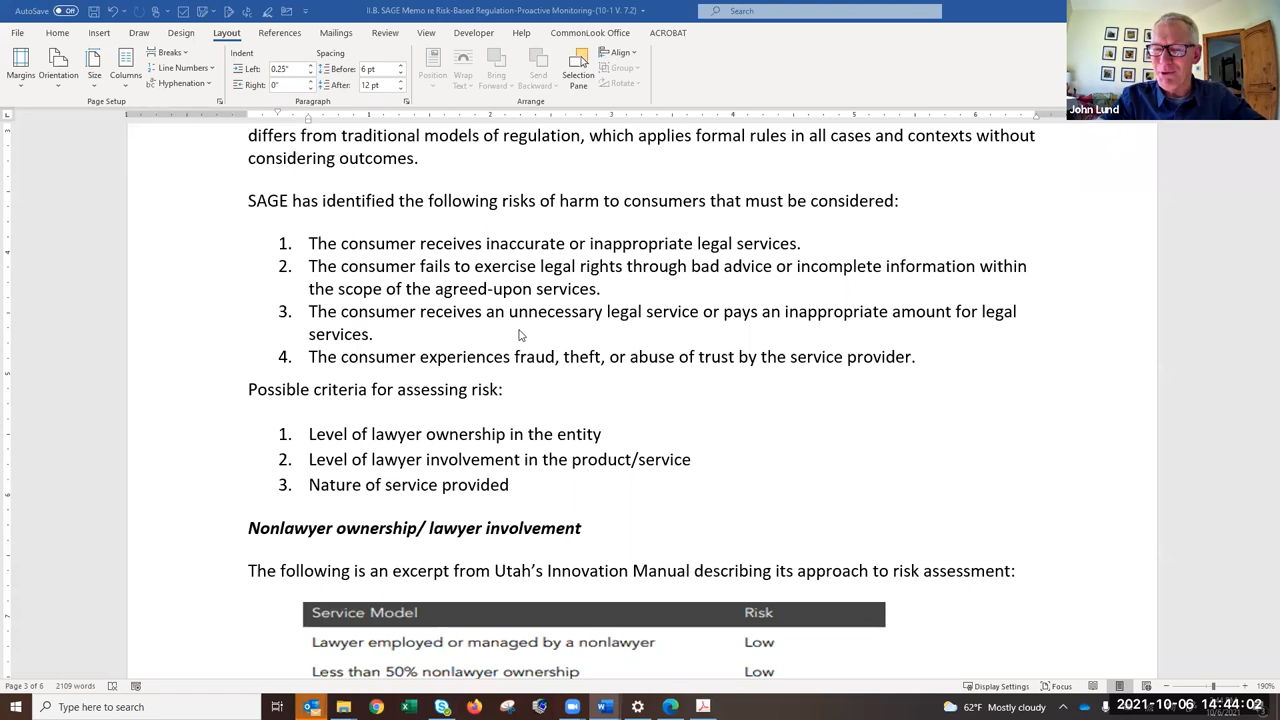 AutoSave Off II.B. SAGE Memo re Risk-Based Regulation-Proactive Monitoring-(10-1 V. 7.2) Search
File Home Insert Draw Design Layout References Mailings Review View Developer Help CommonLook Office ACROBAT
Margins Orientation Size Columns Breaks Line Numbers Hyphenation
Indent Spacing
Left: 0.25" Before: 6 pt
Right: 0" After: 12 pt
Position Wrap Text Bring Forward Send Backward Selection Pane Align Group Rotate
Page Setup Paragraph Arrange
John Lund
differs from traditional models of regulation, which applies formal rules in all cases and contexts without
considering outcomes.
SAGE has identified the following risks of harm to consumers that must be considered:
1. The consumer receives inaccurate or inappropriate legal services.
2. The consumer fails to exercise legal rights through bad advice or incomplete information within
the scope of the agreed-upon services.
3. The consumer receives an unnecessary legal service or pays an inappropriate amount for legal
services.
4. The consumer experiences fraud, theft, or abuse of trust by the service provider.
Possible criteria for assessing risk:
1. Level of lawyer ownership in the entity
2. Level of lawyer involvement in the product/service
3. Nature of service provided
Nonlawyer ownership/ lawyer involvement
The following is an excerpt from Utah's Innovation Manual describing its approach to risk assessment:
Service Model Risk
Lawyer employed or managed by a nonlawyer Low
Less than 50% nonlawyer ownership Low
Page 3 of 6 2109 words Display Settings Focus 190%
Type here to search 62°F Mostly cloudy 2021-10-06 14:44:02